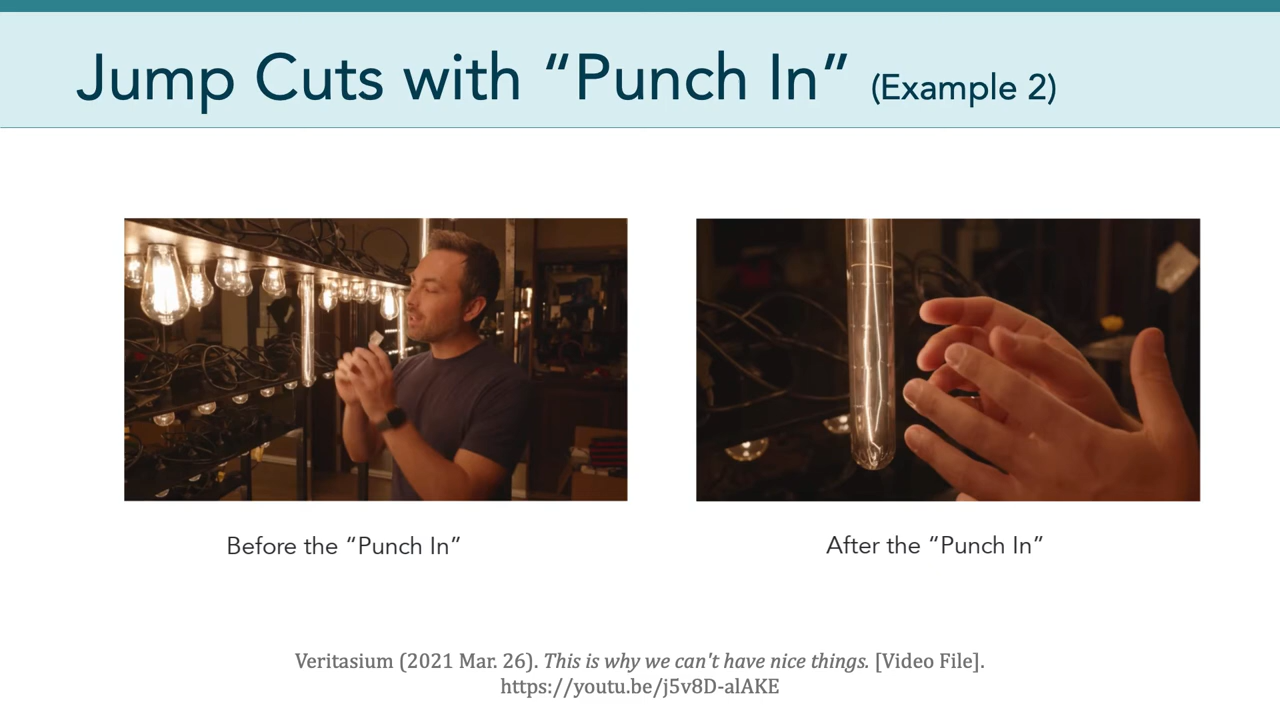 Jump Cuts with “Punch In” (Example 2)
Before the “Punch In”
After the “Punch In”
Veritasium (2021 Mar. 26). This is why we can't have nice things. [Video File].
https://youtu.be/j5v8D-alAKE